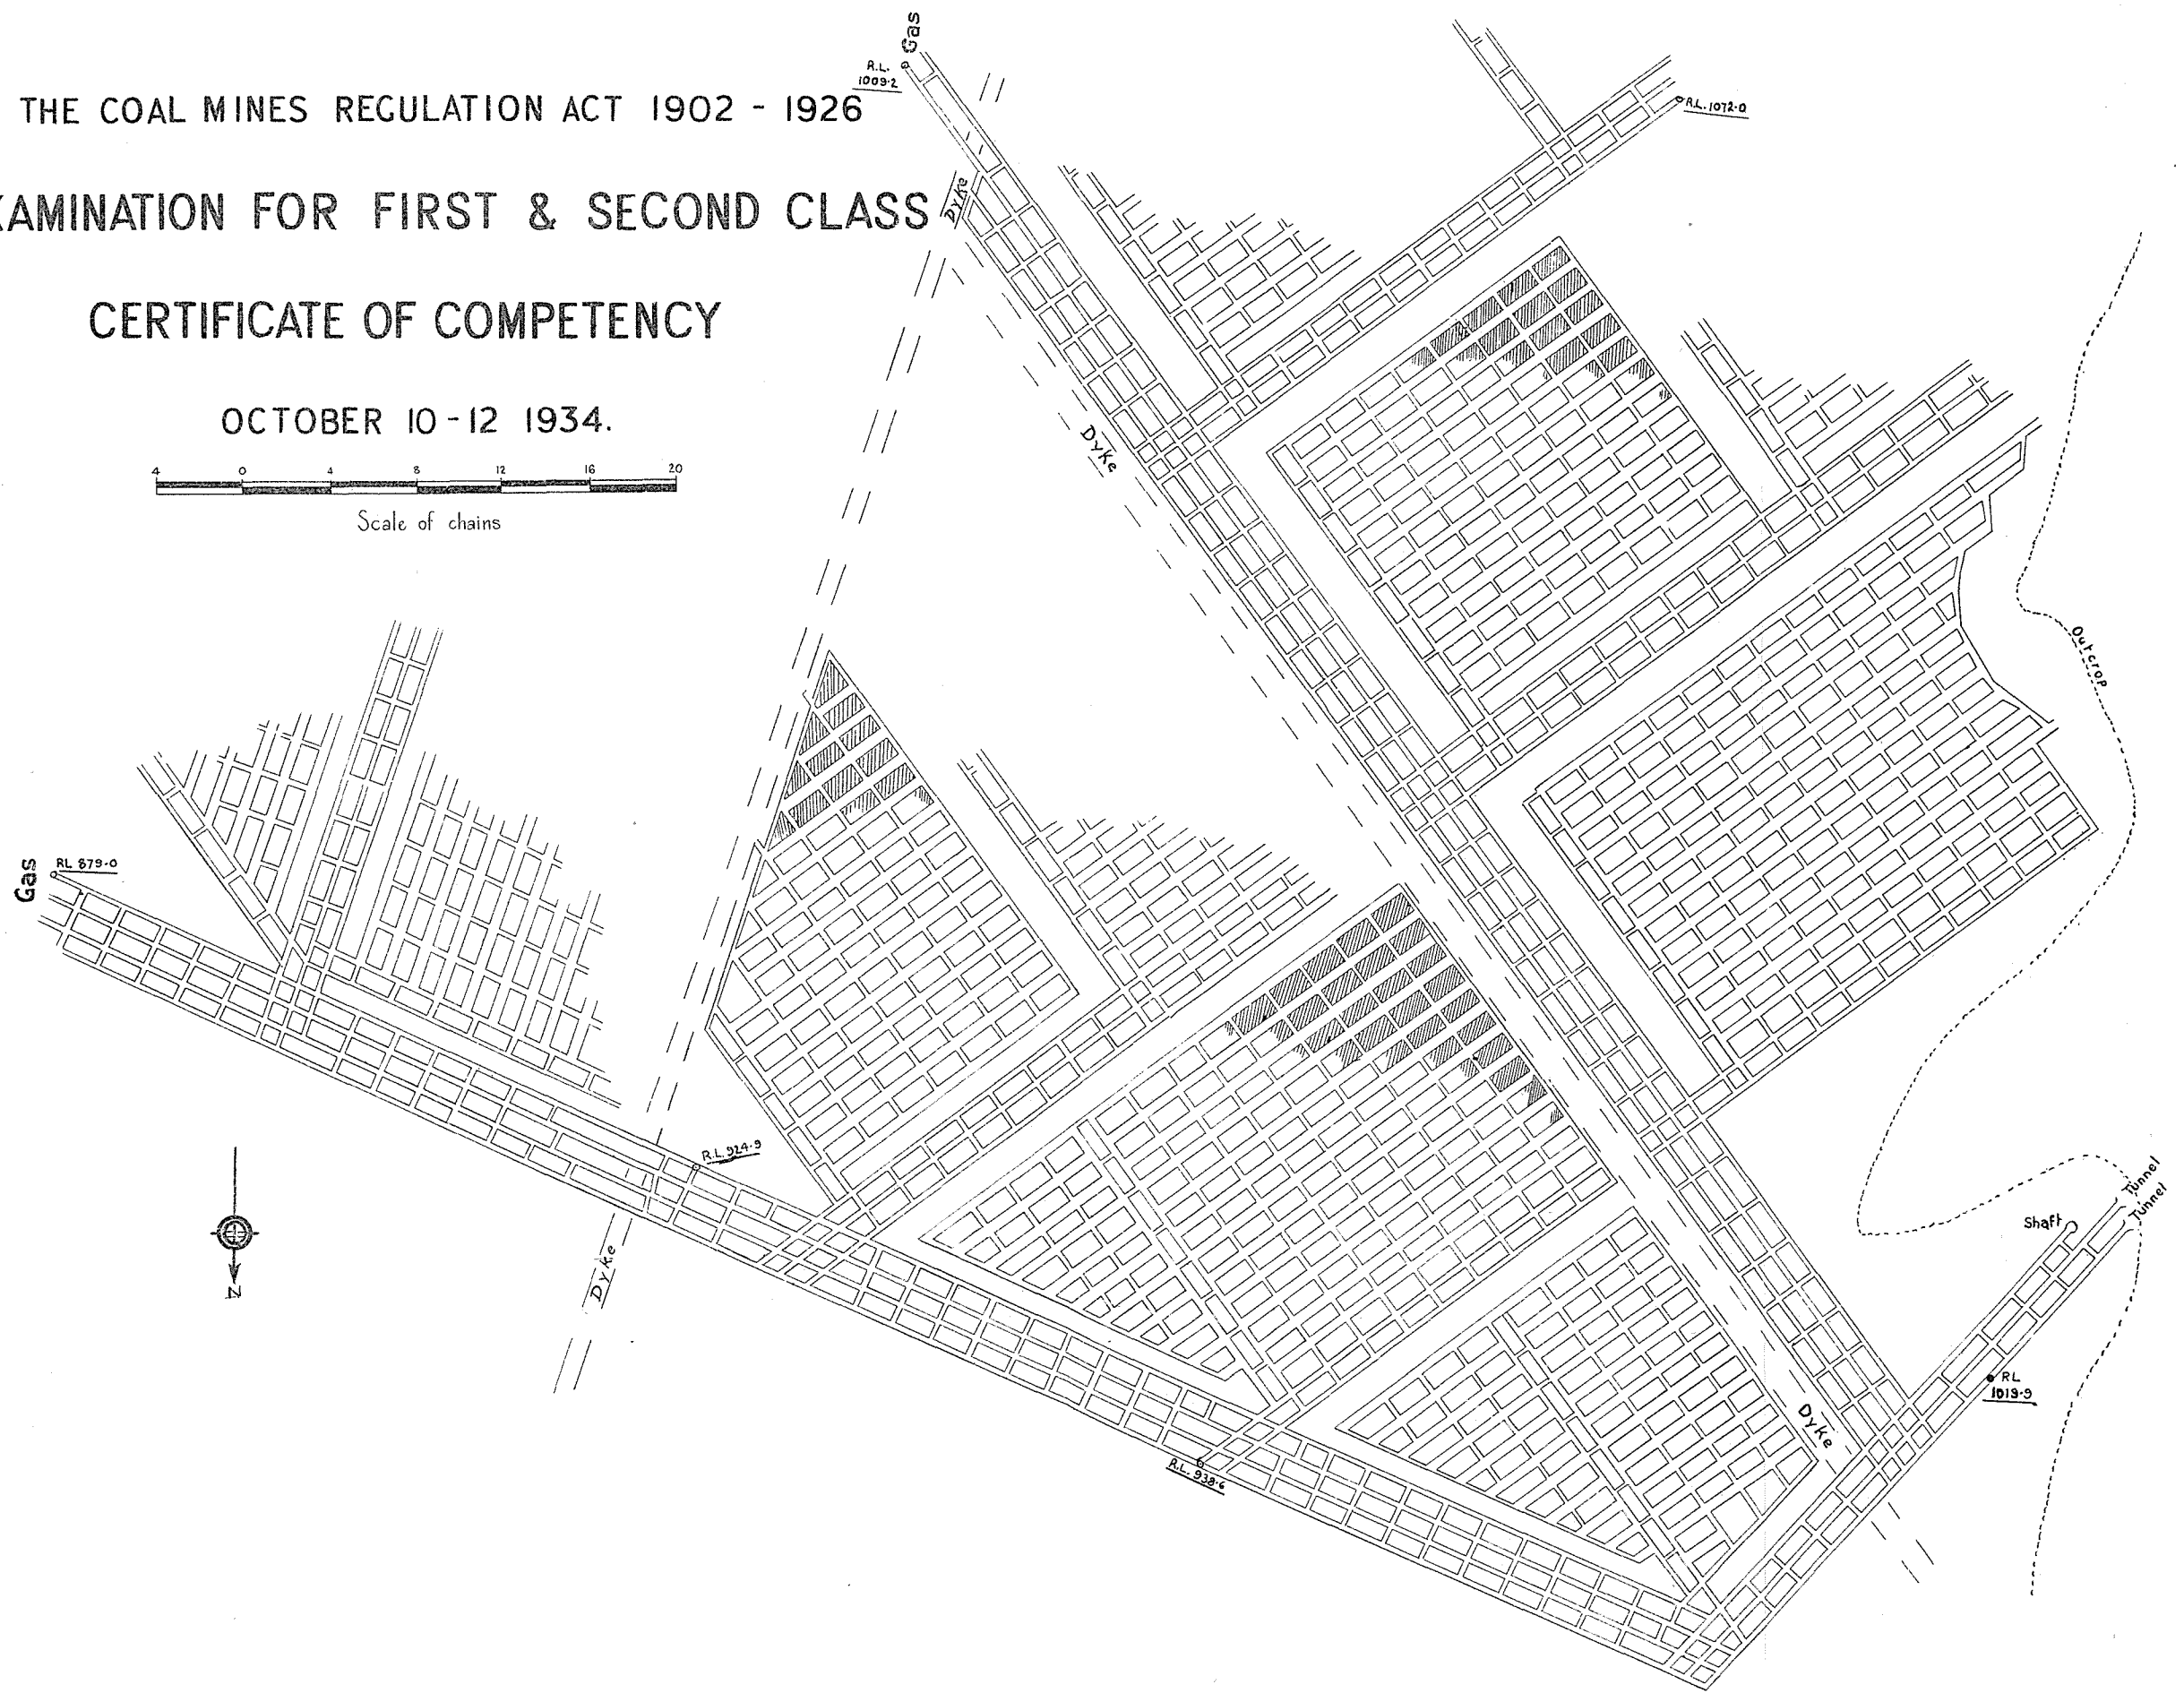 THE COAL MINES REGULATION ACT 1902 - 1926
XAMINATION FOR FIRST & SECOND CLASS
CERTIFICATE OF COMPETENCY
OCTOBER 10-12 1934.
4 0 4 8 12 16 20
Scale of chains
Gas
R.L.
1009·2
Dyke
R.L. 1072·0
Dyke
Outcrop
Gas
RL 879·0
R.L. 924·9
Dyke
N
R.L. 938·6
Dyke
Shaft
Tunnel
Tunnel
RL
1019·9